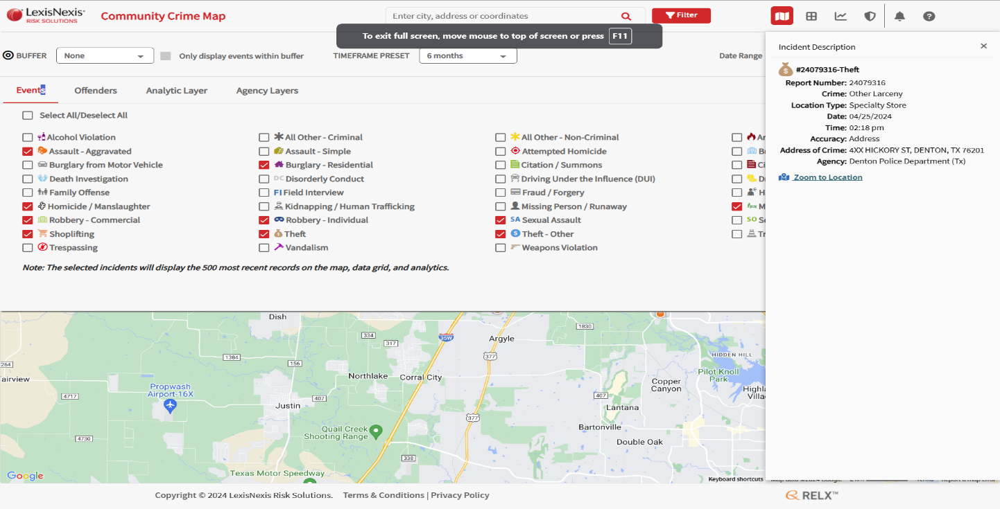 LexisNexis®
RISK SOLUTIONS
Community Crime Map
Enter city, address or coordinates
Filter
To exit full screen, move mouse to top of screen or press F11
BUFFER
None
Only display events within buffer
TIMEFRAME PRESET
6 months
Date Range
Events
Offenders
Analytic Layer
Agency Layers
Select All/Deselect All
Alcohol Violation
All Other - Criminal
All Other - Non-Criminal
Assault - Aggravated
Assault - Simple
Attempted Homicide
Burglary from Motor Vehicle
Burglary - Residential
Citation / Summons
Death Investigation
DC Disorderly Conduct
Driving Under the Influence (DUI)
Family Offense
FI Field Interview
Fraud / Forgery
Homicide / Manslaughter
Kidnapping / Human Trafficking
Missing Person / Runaway
Robbery - Commercial
Robbery - Individual
SA Sexual Assault
SO
Shoplifting
Theft
Theft - Other
Trespassing
Vandalism
Weapons Violation
Note: The selected incidents will display the 500 most recent records on the map, data grid, and analytics.
Incident Description
#24079316-Theft
Report Number: 24079316
Crime: Other Larceny
Location Type: Specialty Store
Date: 04/25/2024
Time: 02:18 pm
Accuracy: Address
Address of Crime: 4XX HICKORY ST, DENTON, TX 76201
Agency: Denton Police Department (Tx)
Zoom to Location
Dish
334
317
35W
Argyle
1830
377
1384
156
264
airview
Northlake
Corral City
HIDDEN HILL
Pilot Knoll
Park
Copper
Canyon
Propwash
Airport-16X
4717
Justin
407
407
Lantana
377
Bartonville
Quail Creek
Shooting Range
4730
Double Oak
338
Texas Motor Speedway
Google
Keyboard shortcuts
Copyright © 2024 LexisNexis Risk Solutions.
Terms & Conditions | Privacy Policy
RELX™